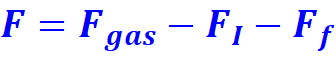 F = F_gas − F_I − F_f